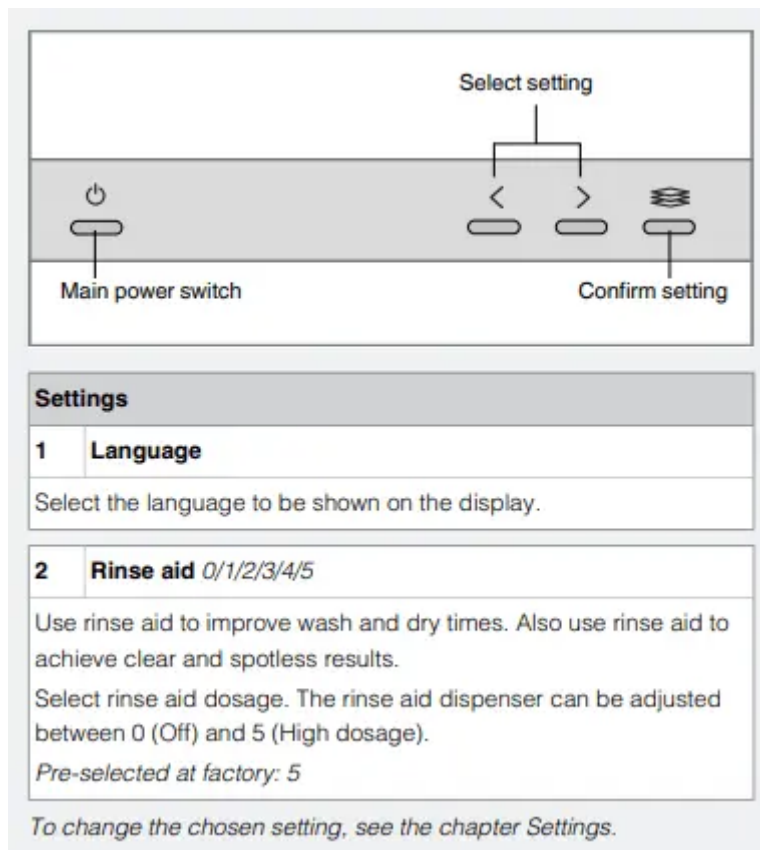 Select setting
< >
Main power switch
Confirm setting
Settings
1 Language
Select the language to be shown on the display.
2 Rinse aid 0/1/2/3/4/5
Use rinse aid to improve wash and dry times. Also use rinse aid to
achieve clear and spotless results.
Select rinse aid dosage. The rinse aid dispenser can be adjusted
between 0 (Off) and 5 (High dosage).
Pre-selected at factory: 5
To change the chosen setting, see the chapter Settings.